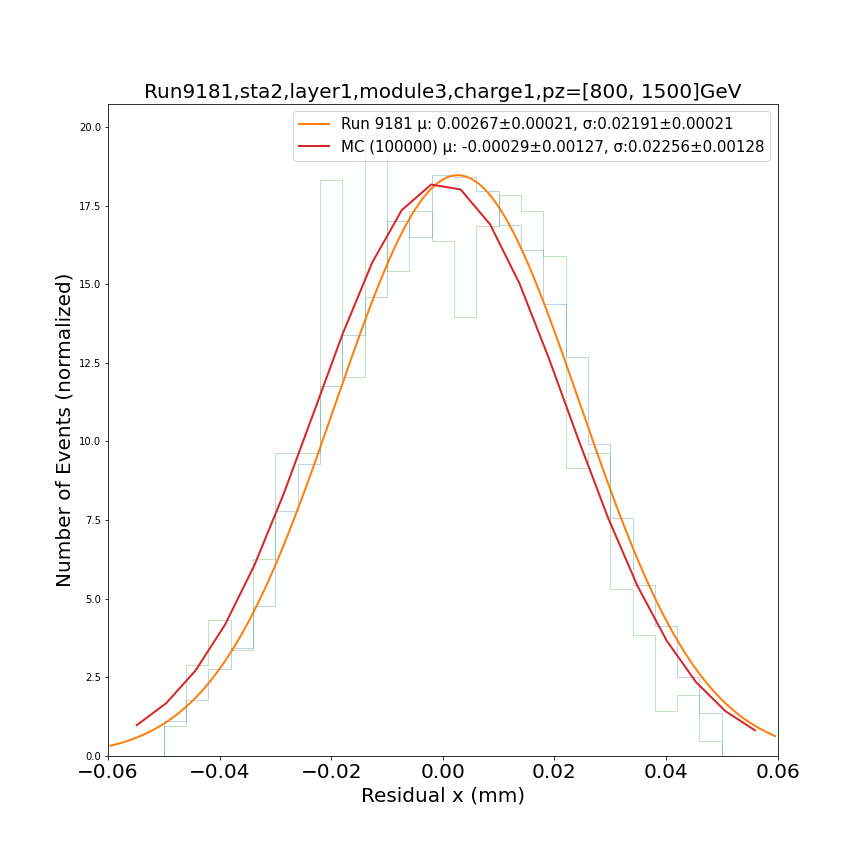 Run9181,sta2,layer1,module3,charge1,pz=[800, 1500]GeV
Run 9181 μ: 0.00267±0.00021, σ:0.02191±0.00021
MC (100000) μ: -0.00029±0.00127, σ:0.02256±0.00128
Number of Events (normalized)
20.0
17.5
15.0
12.5
10.0
7.5
5.0
2.5
0.0
−0.06 −0.04 −0.02 0.00 0.02 0.04 0.06
Residual x (mm)